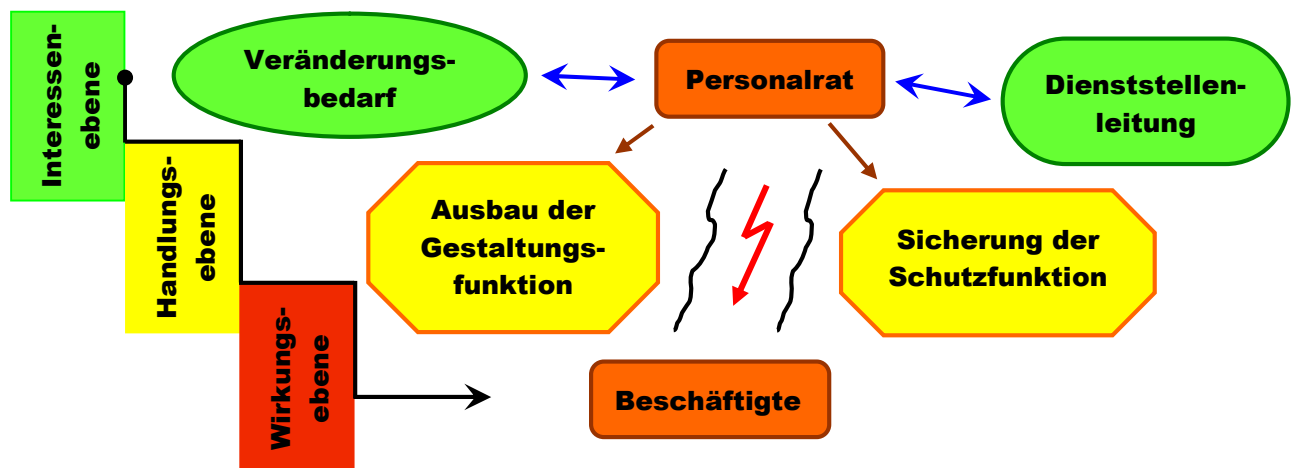 Interessen-
ebene
Veränderungs-
bedarf
Personalrat
Dienststellen-
leitung
Handlungs-
ebene
Ausbau der
Gestaltungs-
funktion
Sicherung der
Schutzfunktion
Wirkungs-
ebene
Beschäftigte